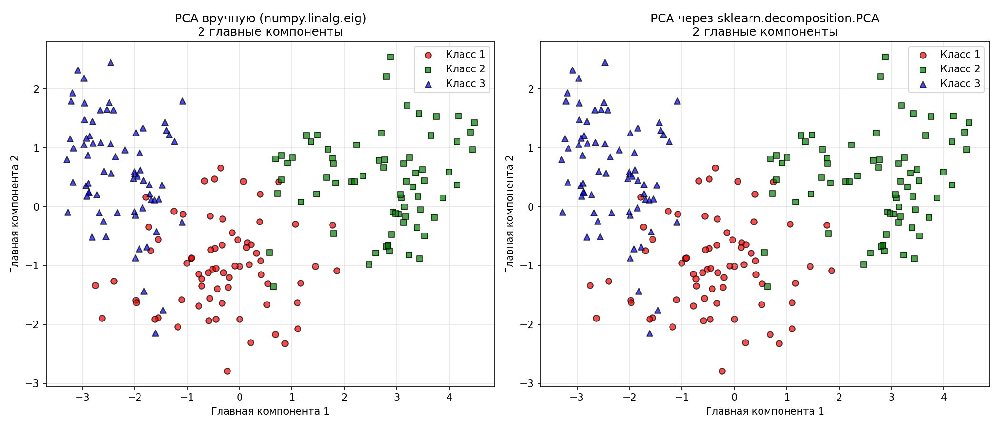 PCA вручную (numpy.linalg.eig)
2 главные компоненты
Класс 1
Класс 2
Класс 3
2
1
0
−1
−2
−3
Главная компонента 2
−3
−2
−1
0
1
2
3
4
Главная компонента 1
PCA через sklearn.decomposition.PCA
2 главные компоненты
Класс 1
Класс 2
Класс 3
2
1
0
−1
−2
−3
Главная компонента 2
−3
−2
−1
0
1
2
3
4
Главная компонента 1